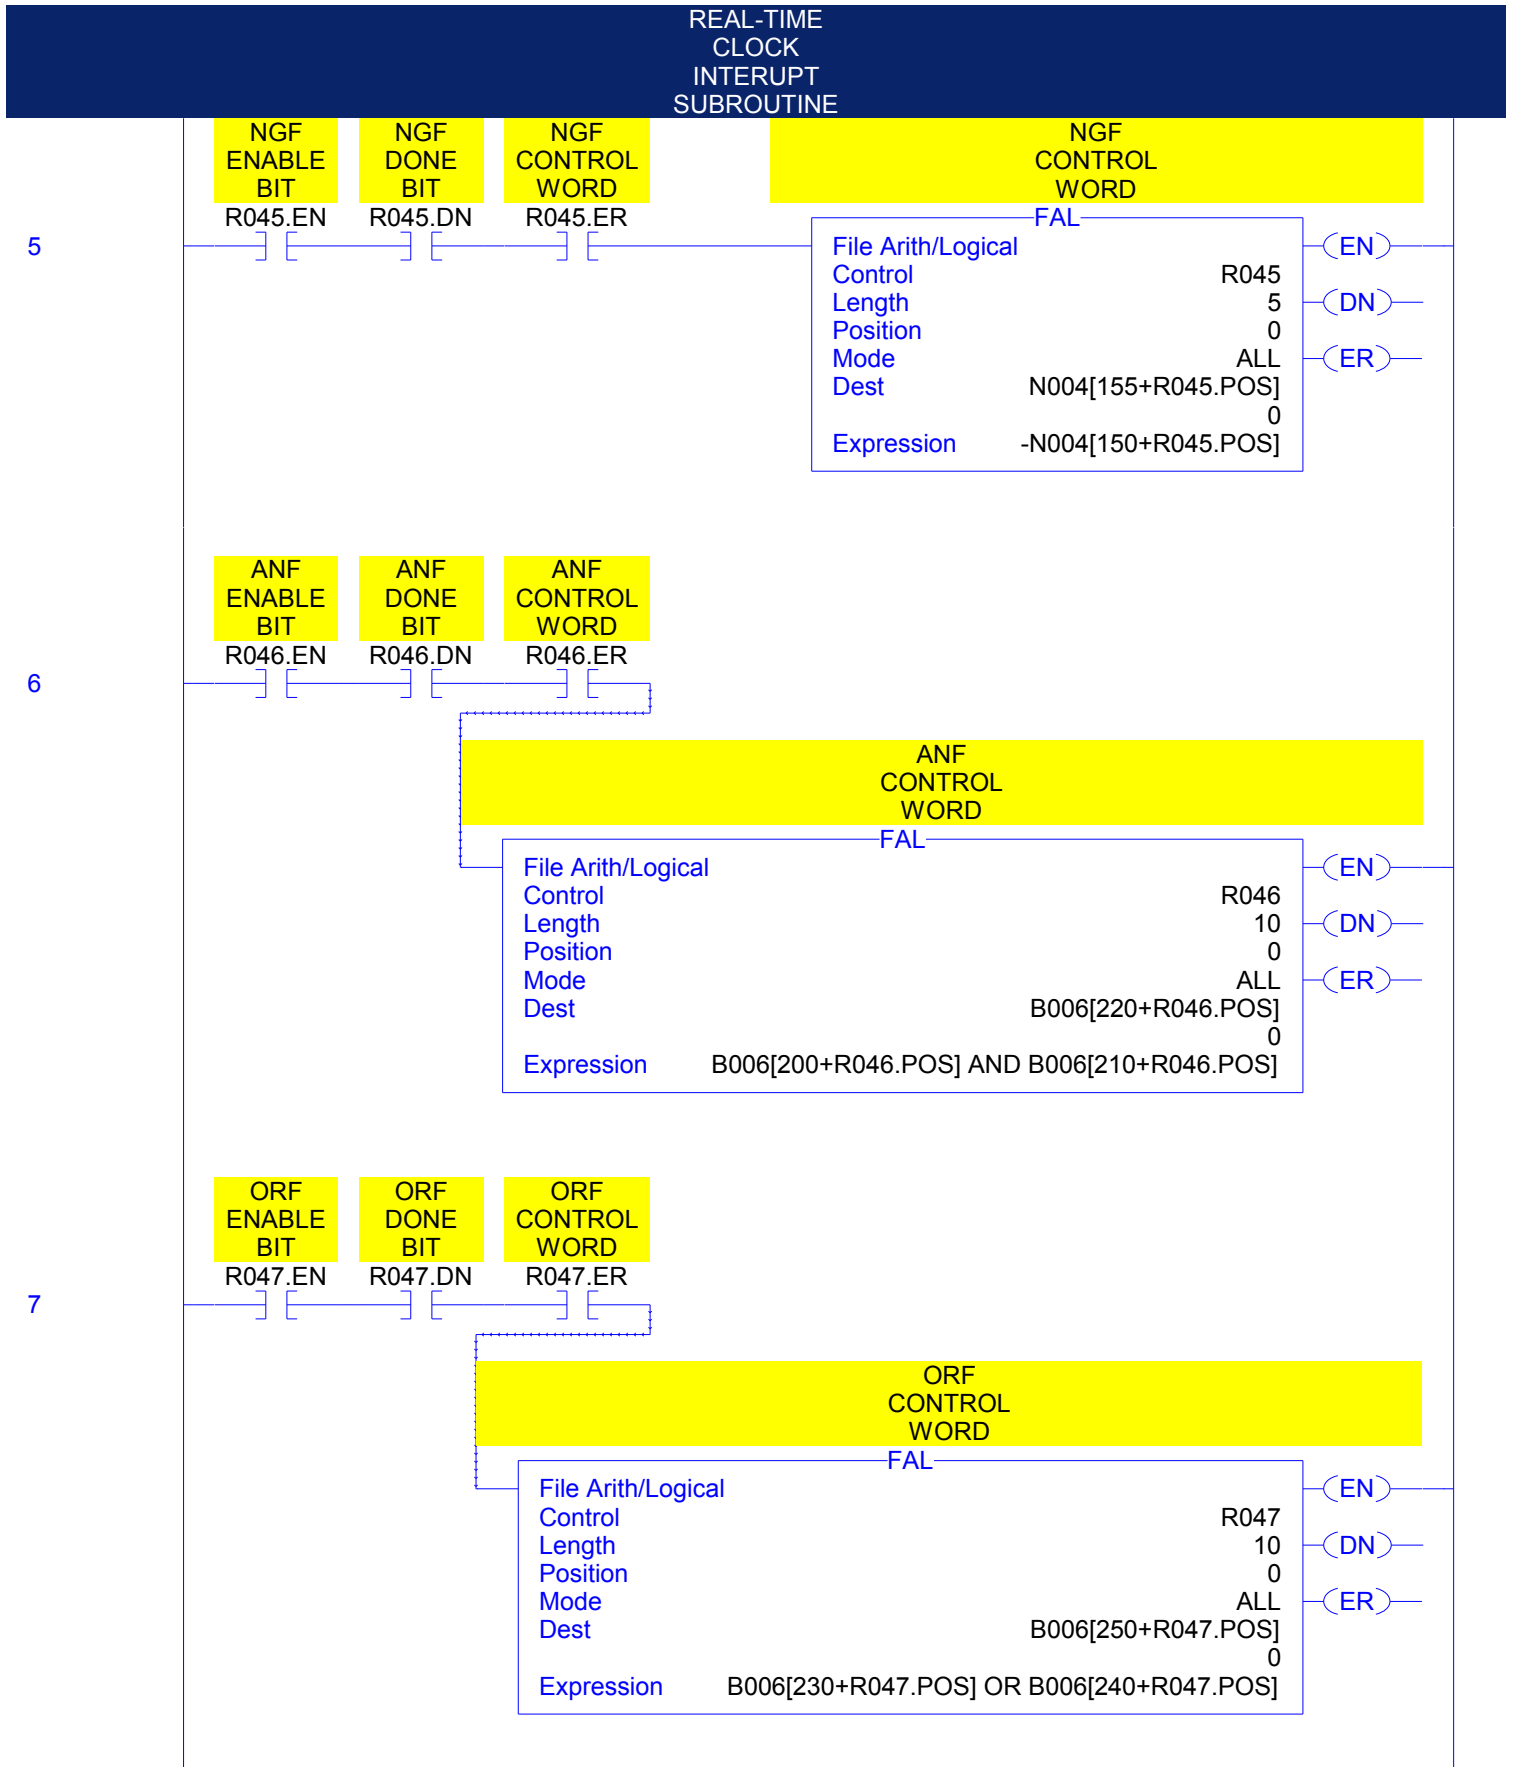 REAL-TIME
CLOCK
INTERUPT
SUBROUTINE
NGF NGF NGF NGF
ENABLE DONE CONTROL CONTROL
BIT BIT WORD WORD
R045.EN R045.DN R045.ER FAL
5 File Arith/Logical EN
Control R045
Length 5 DN
Position 0
Mode ALL ER
Dest N004[155+R045.POS]
0
Expression -N004[150+R045.POS]
ANF ANF ANF
ENABLE DONE CONTROL
BIT BIT WORD
R046.EN R046.DN R046.ER
6
ANF
CONTROL
WORD
FAL
File Arith/Logical EN
Control R046
Length 10 DN
Position 0
Mode ALL ER
Dest B006[220+R046.POS]
0
Expression B006[200+R046.POS] AND B006[210+R046.POS]
ORF ORF ORF
ENABLE DONE CONTROL
BIT BIT WORD
R047.EN R047.DN R047.ER
7
ORF
CONTROL
WORD
FAL
File Arith/Logical EN
Control R047
Length 10 DN
Position 0
Mode ALL ER
Dest B006[250+R047.POS]
0
Expression B006[230+R047.POS] OR B006[240+R047.POS]